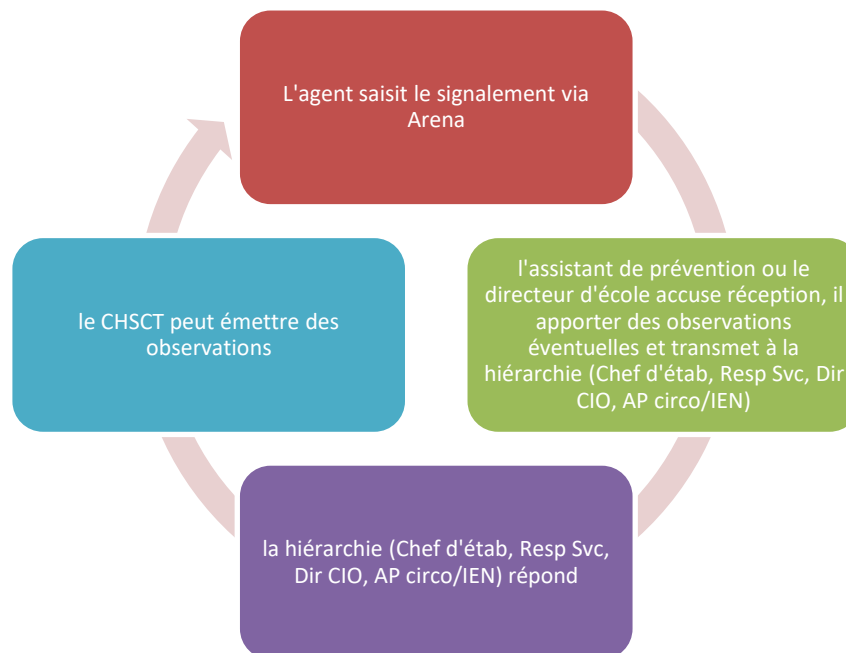 L'agent saisit le signalement via
Arena
l'assistant de prévention ou le
directeur d'école accuse réception, il
apporter des observations
éventuelles et transmet à la
hiérarchie (Chef d'étab, Resp Svc, Dir
CIO, AP circo/IEN)
la hiérarchie (Chef d'étab, Resp Svc,
Dir CIO, AP circo/IEN) répond
le CHSCT peut émettre des
observations